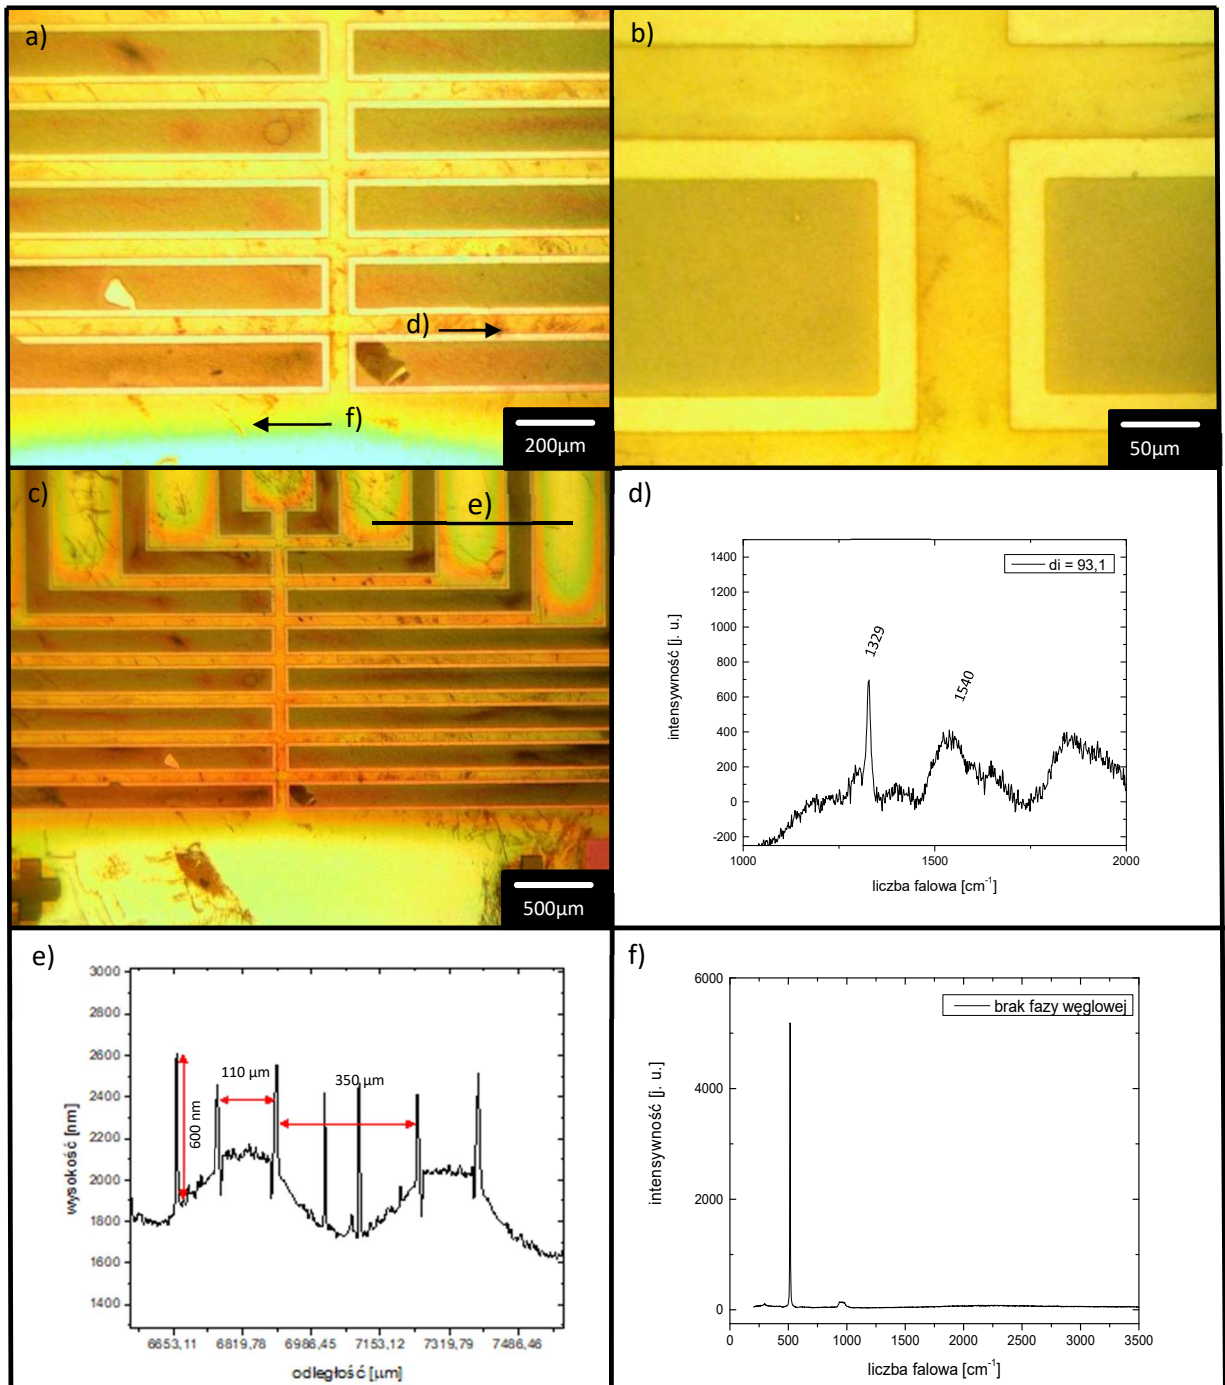 a)
d)
f)
200µm
b)
50µm
c)
e)
500µm
d)
di = 93,1
1329
1540
intensywność [j. u.]
1400
1200
1000
800
600
400
200
0
-200
1000
1500
2000
liczba falowa [cm⁻¹]
e)
wysokość [nm]
3000
2800
2600
2400
2200
2000
1800
1600
1400
600 nm
110 µm
350 µm
6653,11
6819,78
6986,45
7153,12
7319,79
7486,46
odległość [µm]
f)
brak fazy węglowej
intensywność [j. u.]
6000
4000
2000
0
0
500
1000
1500
2000
2500
3000
3500
liczba falowa [cm⁻¹]